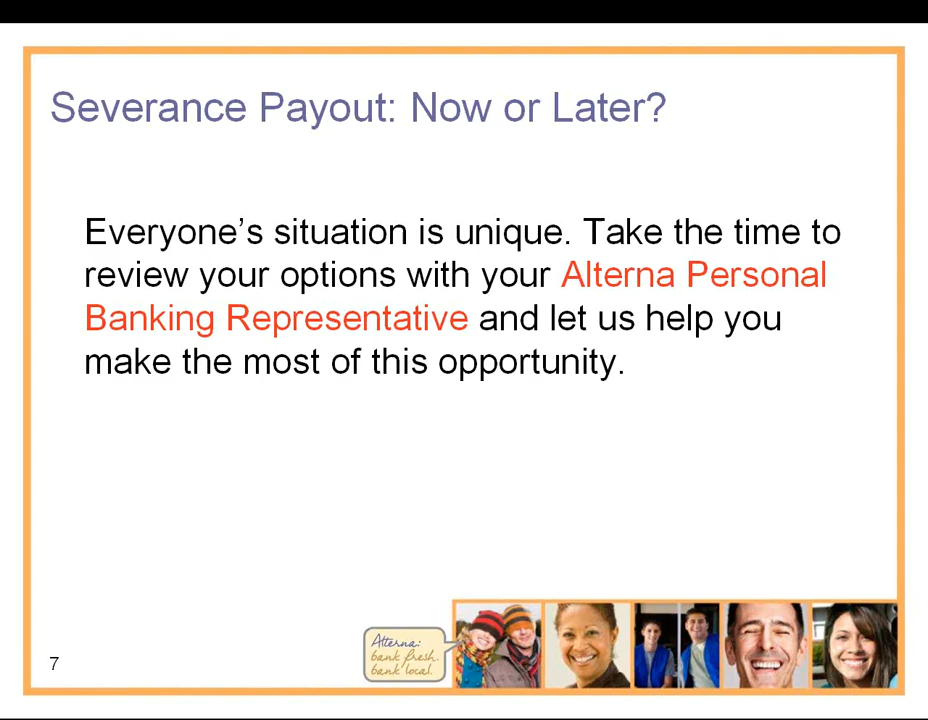 Severance Payout: Now or Later?
Everyone’s situation is unique. Take the time to
review your options with your Alterna Personal
Banking Representative and let us help you
make the most of this opportunity.
Alterna:
bank fresh.
bank local.
7